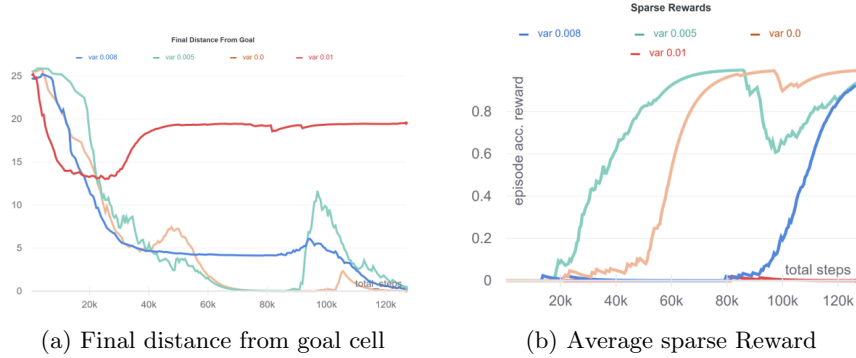 Final Distance From Goal
var 0.008 var 0.005 var 0.0 var 0.01
25
20
15
10
5
0
20k 40k 60k 80k 100k 120k
total_steps
(a) Final distance from goal cell
Sparse Rewards
var 0.008 var 0.005 var 0.0
var 0.01
episode acc. reward
0.8
0.6
0.4
0.2
0
total steps
20k 40k 60k 80k 100k 120k
(b) Average sparse Reward